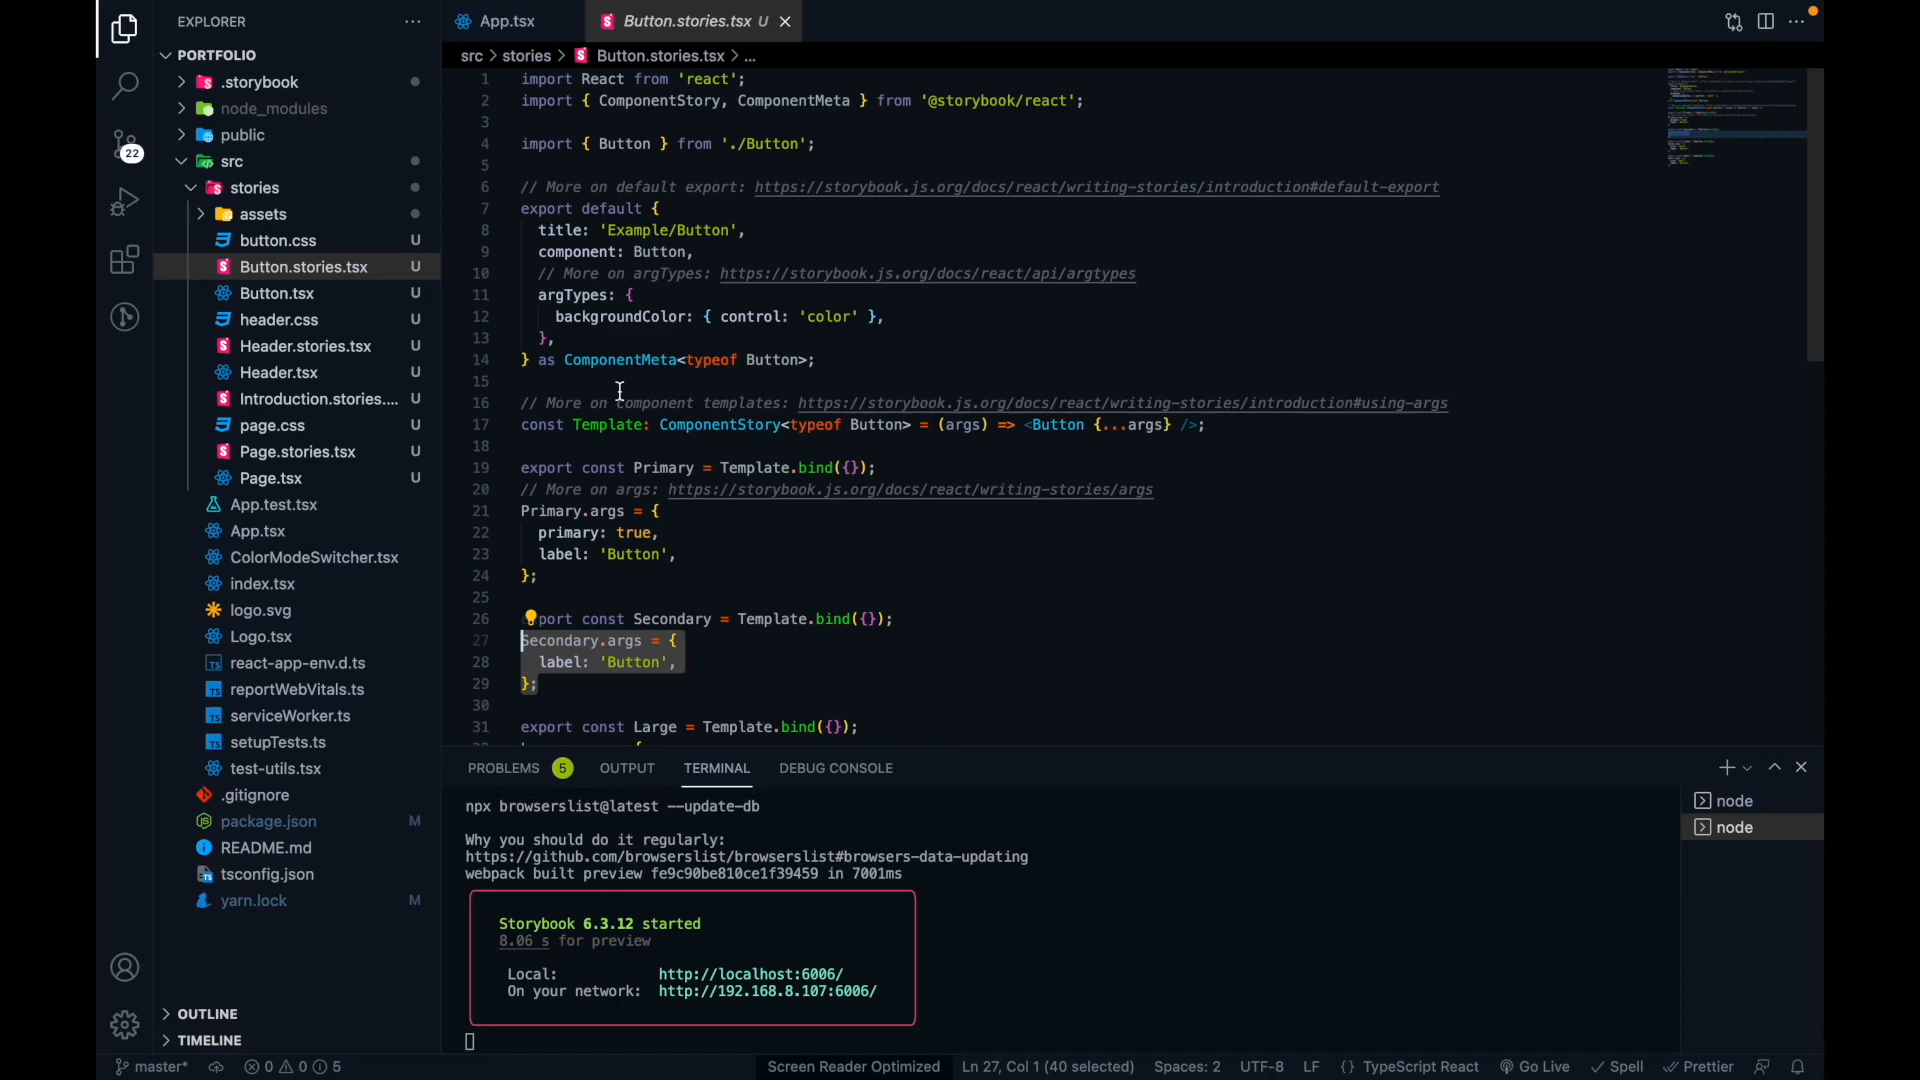 EXPLORER
PORTFOLIO
.storybook
node_modules
22
public
src
stories
assets
button.css U
Button.stories.tsx U
Button.tsx U
header.css U
Header.stories.tsx U
Header.tsx U
Introduction.stories.... U
page.css U
Page.stories.tsx U
Page.tsx U
App.test.tsx
App.tsx
ColorModeSwitcher.tsx
index.tsx
logo.svg
Logo.tsx
react-app-env.d.ts
reportWebVitals.ts
serviceWorker.ts
setupTests.ts
test-utils.tsx
.gitignore
package.json M
README.md
tsconfig.json
yarn.lock M
OUTLINE
TIMELINE
App.tsx Button.stories.tsx U
src > stories > Button.stories.tsx > ...
1 import React from 'react';
2 import { ComponentStory, ComponentMeta } from '@storybook/react';
3
4 import { Button } from './Button';
5
6 // More on default export: https://storybook.js.org/docs/react/writing-stories/introduction#default-export
7 export default {
8 title: 'Example/Button',
9 component: Button,
10 // More on argTypes: https://storybook.js.org/docs/react/api/argtypes
11 argTypes: {
12 backgroundColor: { control: 'color' },
13 },
14 } as ComponentMeta<typeof Button>;
15
16 // More on component templates: https://storybook.js.org/docs/react/writing-stories/introduction#using-args
17 const Template: ComponentStory<typeof Button> = (args) => <Button {...args} />;
18
19 export const Primary = Template.bind({});
20 // More on args: https://storybook.js.org/docs/react/writing-stories/args
21 Primary.args = {
22 primary: true,
23 label: 'Button',
24 };
25
26 port const Secondary = Template.bind({});
27 Secondary.args = {
28 label: 'Button',
29 };
30
31 export const Large = Template.bind({});
PROBLEMS 5 OUTPUT TERMINAL DEBUG CONSOLE
npx browserslist@latest --update-db
Why you should do it regularly:
https://github.com/browserslist/browserslist#browsers-data-updating
webpack built preview fe9c90be810ce1f39459 in 7001ms
Storybook 6.3.12 started
8.06 s for preview
Local: http://localhost:6006/
On your network: http://192.168.8.107:6006/
node
node
master* 0 0 5 Screen Reader Optimized Ln 27, Col 1 (40 selected) Spaces: 2 UTF-8 LF {} TypeScript React Go Live Spell Prettier